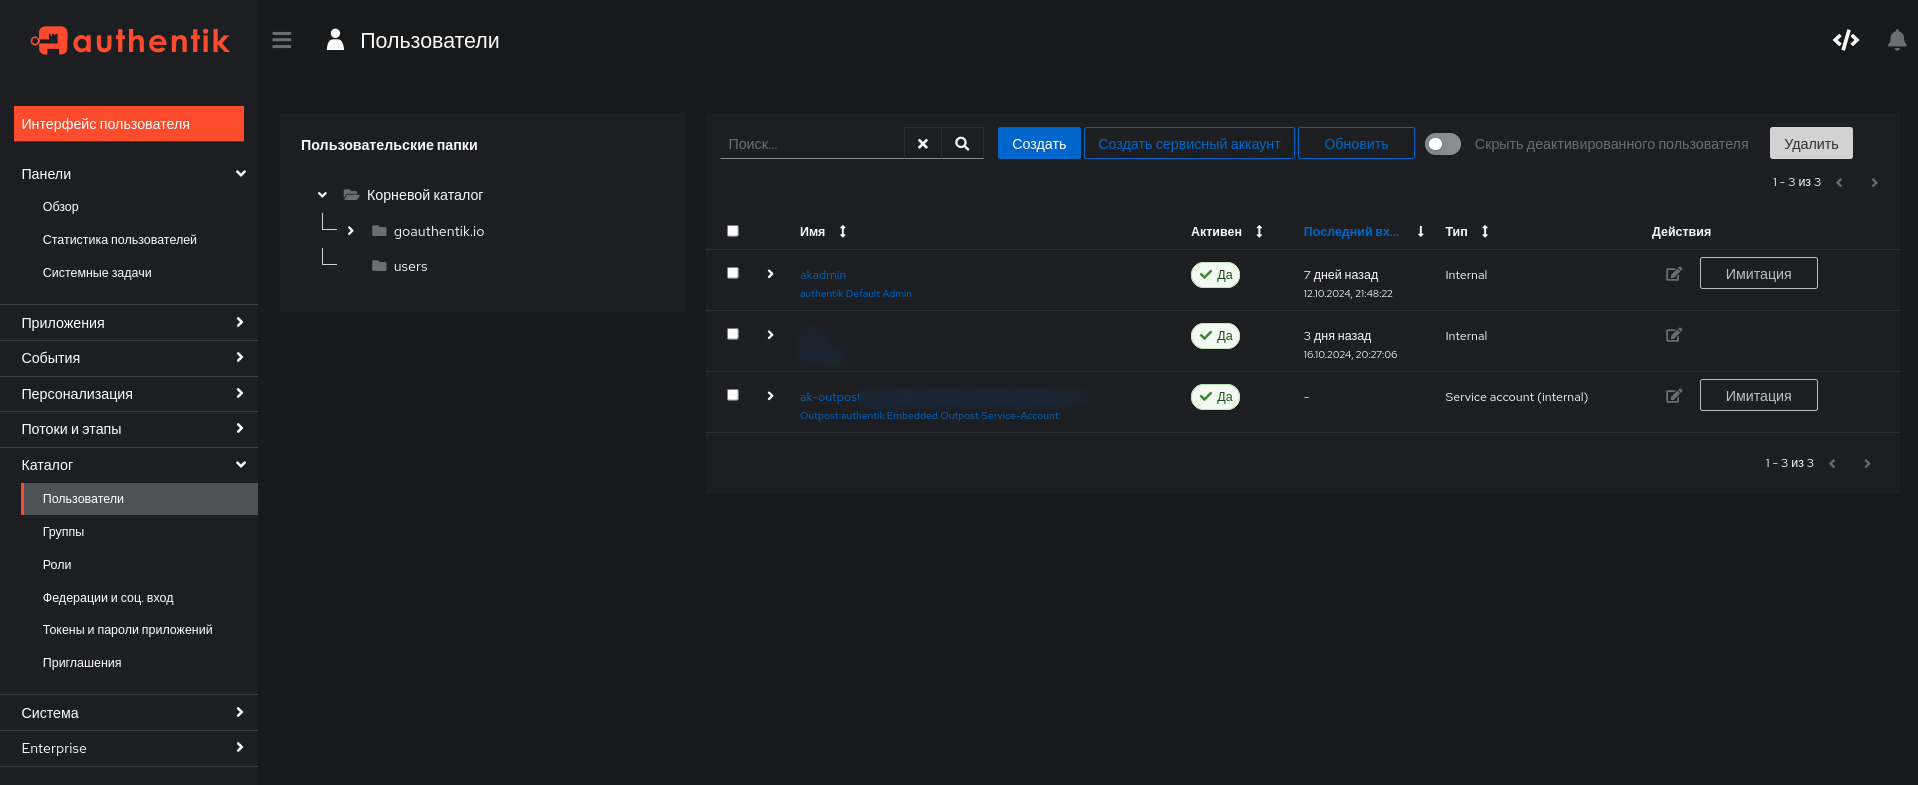 authentik
Пользователи
Интерфейс пользователя
Панели
Обзор
Статистика пользователей
Системные задачи
Приложения
События
Персонализация
Потоки и этапы
Каталог
Пользователи
Группы
Роли
Федерации и соц. вход
Токены и пароли приложений
Приглашения
Система
Enterprise
Пользовательские папки
Корневой каталог
goauthentik.io
users
Поиск... Создать Создать сервисный аккаунт Обновить Скрыть деактивированного пользователя Удалить
1 - 3 из 3
Имя Активен Последний вх... Тип Действия
akadmin Да 7 дней назад Internal Имитация
authentik Default Admin 12.10.2024, 21:48:22
Да 3 дня назад Internal
16.10.2024, 20:27:06
ak-outpost Да - Service account (internal) Имитация
Outpost authentik Embedded Outpost Service-Account
1 - 3 из 3